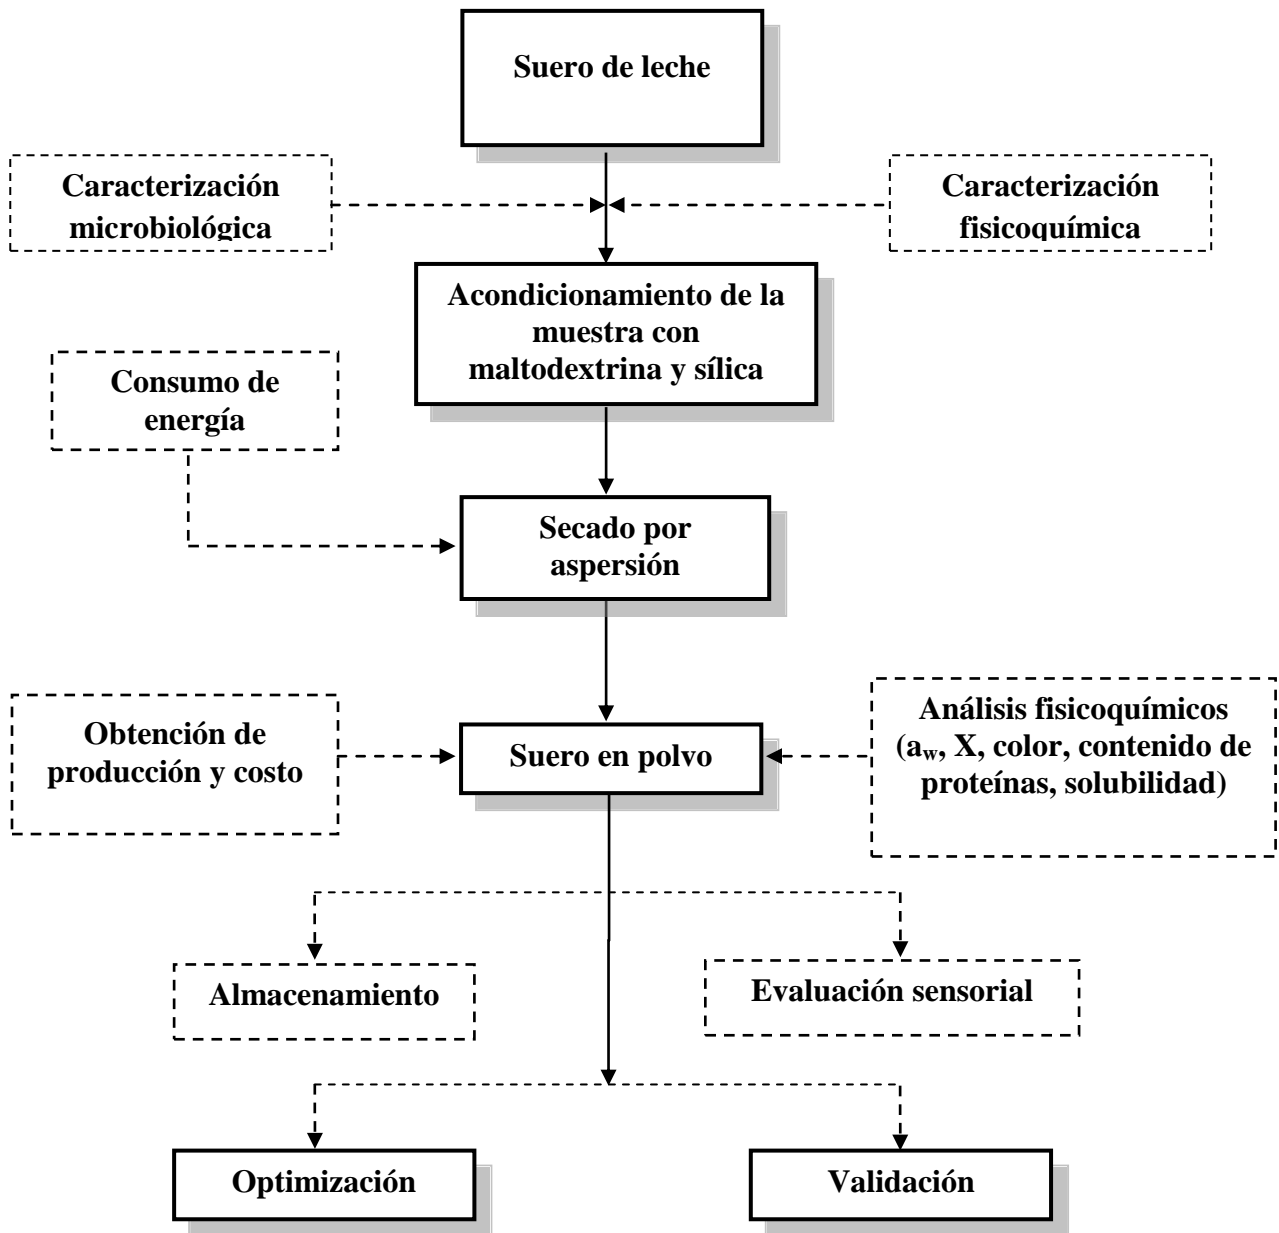 Suero de leche
Caracterización
microbiológica
Caracterización
fisicoquímica
Acondicionamiento de la
muestra con
maltodextrina y sílica
Consumo de
energía
Secado por
aspersión
Obtención de
producción y costo
Suero en polvo
Análisis fisicoquímicos
(aw, X, color, contenido de
proteínas, solubilidad)
Almacenamiento
Evaluación sensorial
Optimización
Validación